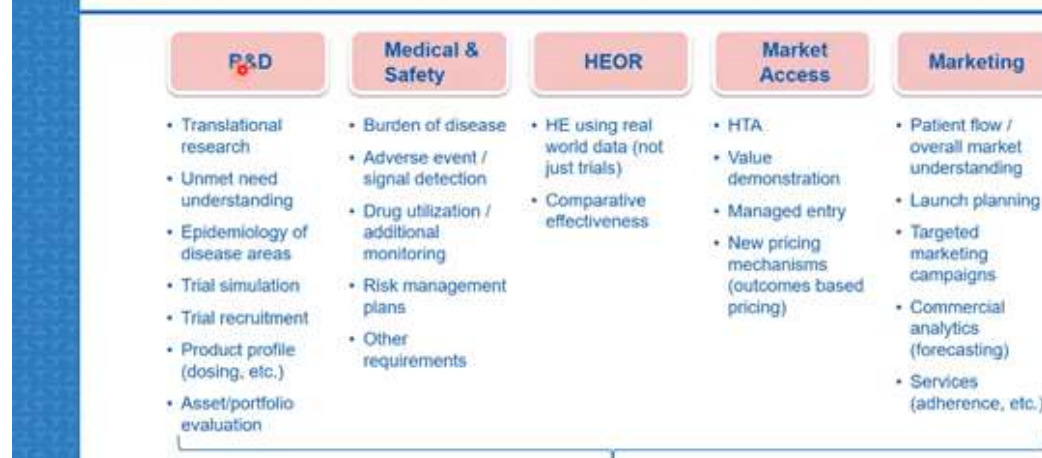 R&D
• Translational
research
• Unmet need
understanding
• Epidemiology of
disease areas
• Trial simulation
• Trial recruitment
• Product profile
(dosing, etc.)
• Asset/portfolio
evaluation
Medical &
Safety
• Burden of disease
• Adverse event /
signal detection
• Drug utilization /
additional
monitoring
• Risk management
plans
• Other
requirements
HEOR
• HE using real
world data (not
just trials)
• Comparative
effectiveness
Market
Access
• HTA
• Value
demonstration
• Managed entry
• New pricing
mechanisms
(outcomes based
pricing)
Marketing
• Patient flow /
overall market
understanding
• Launch planning
• Targeted
marketing
campaigns
• Commercial
analytics
(forecasting)
• Services
(adherence, etc.)